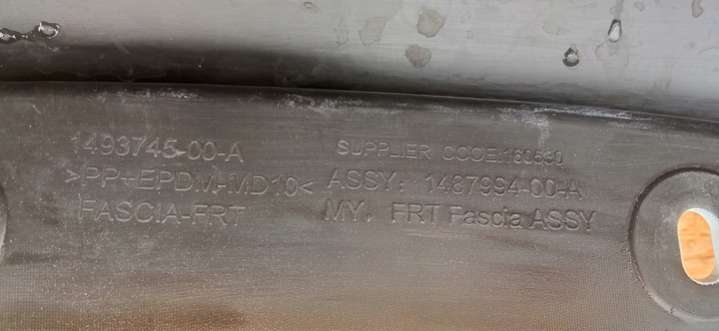 1493745-00-A
>PP+EPDM-MD10<
FASCIA-FRT
SUPPLIER CODE:160530
ASSY: 1487994-00-A
MY, FRT Fascia ASSY